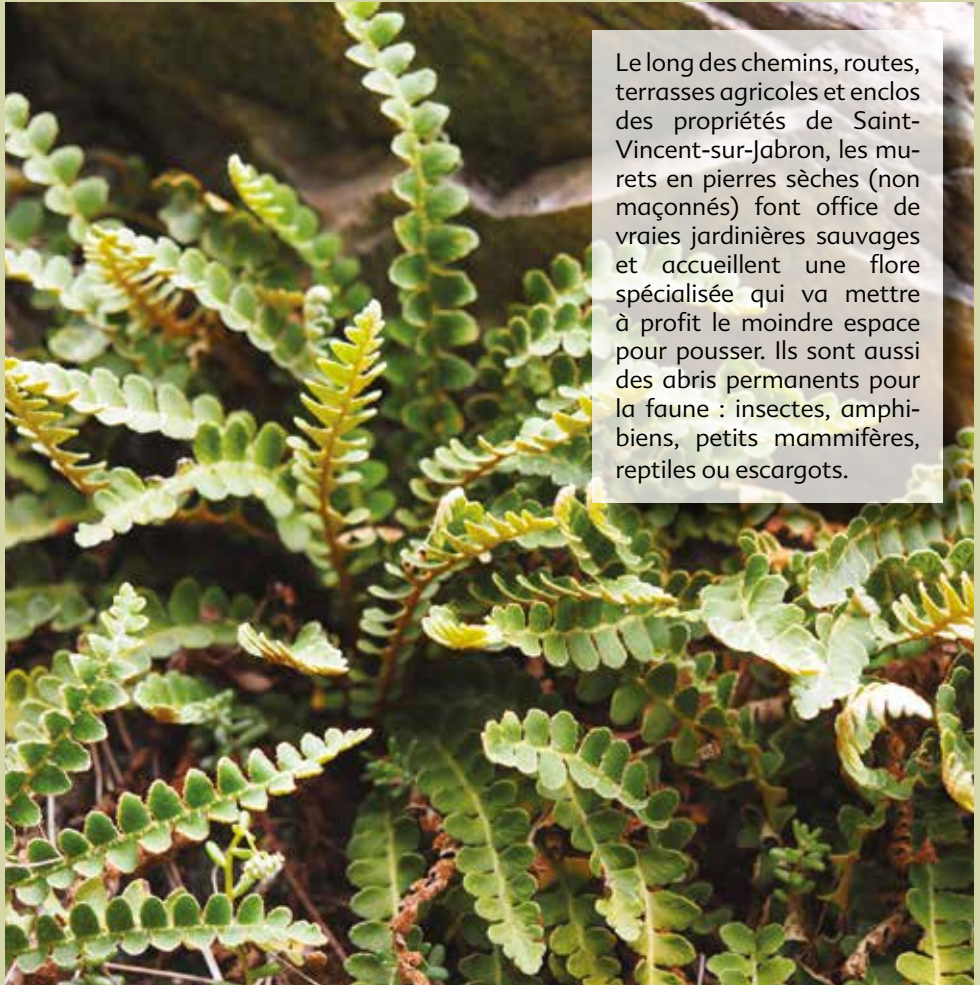 Le long des chemins, routes,
terrasses agricoles et enclos
des propriétés de Saint-
Vincent-sur-Jabron, les mu-
rets en pierres sèches (non
maçonnés) font office de
vraies jardinières sauvages
et accueillent une flore
spécialisée qui va mettre
à profit le moindre espace
pour pousser. Ils sont aussi
des abris permanents pour
la faune : insectes, amphi-
biens, petits mammifères,
reptiles ou escargots.